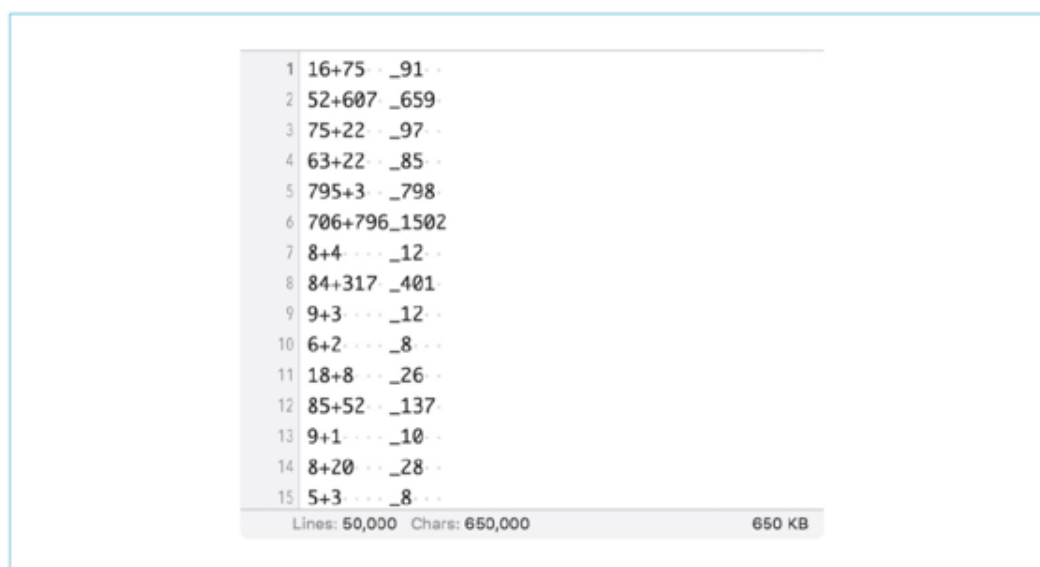 1 16+75   _91
2 52+607  _659
3 75+22   _97
4 63+22   _85
5 795+3   _798
6 706+796_1502
7 8+4     _12
8 84+317  _401
9 9+3     _12
10 6+2     _8
11 18+8    _26
12 85+52   _137
13 9+1     _10
14 8+20    _28
15 5+3     _8
Lines: 50,000 Chars: 650,000 650 KB